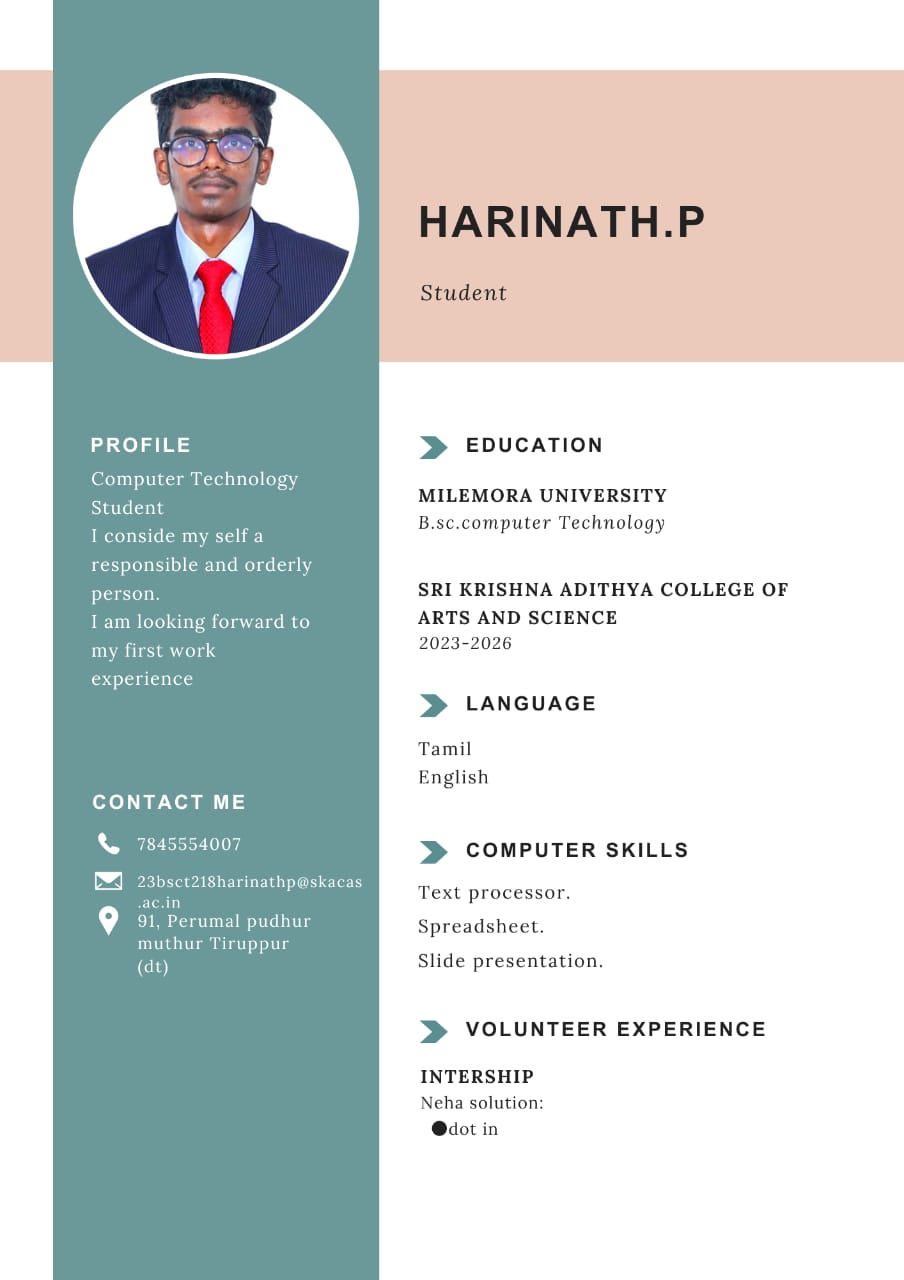 HARINATH.P
Student
PROFILE
Computer Technology
Student
I conside my self a
responsible and orderly
person.
I am looking forward to
my first work
experience
CONTACT ME
7845554007
23bsct218harinathp@skacas
.ac.in
91, Perumal pudhur
muthur Tiruppur
(dt)
EDUCATION
MILEMORA UNIVERSITY
B.sc.computer Technology
SRI KRISHNA ADITHYA COLLEGE OF
ARTS AND SCIENCE
2023-2026
LANGUAGE
Tamil
English
COMPUTER SKILLS
Text processor.
Spreadsheet.
Slide presentation.
VOLUNTEER EXPERIENCE
INTERSHIP
Neha solution:
●dot in